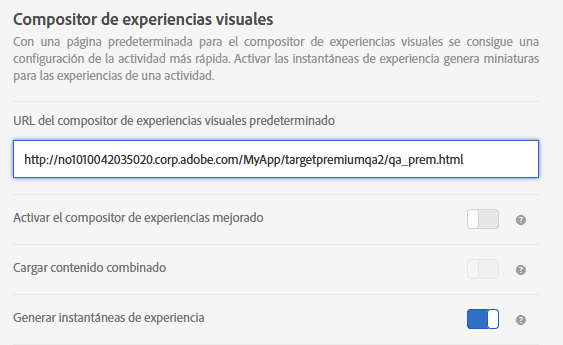 Compositor de experiencias visuales
Con una página predeterminada para el compositor de experiencias visuales se consigue una
configuración de la actividad más rápida. Activar las instantáneas de experiencia genera miniaturas
para las experiencias de una actividad.
URL del compositor de experiencias visuales predeterminado
http://no1010042035020.corp.adobe.com/MyApp/targetpremiumqa2/qa_prem.html
Activar el compositor de experiencias mejorado ?
Cargar contenido combinado ?
Generar instantáneas de experiencia ?